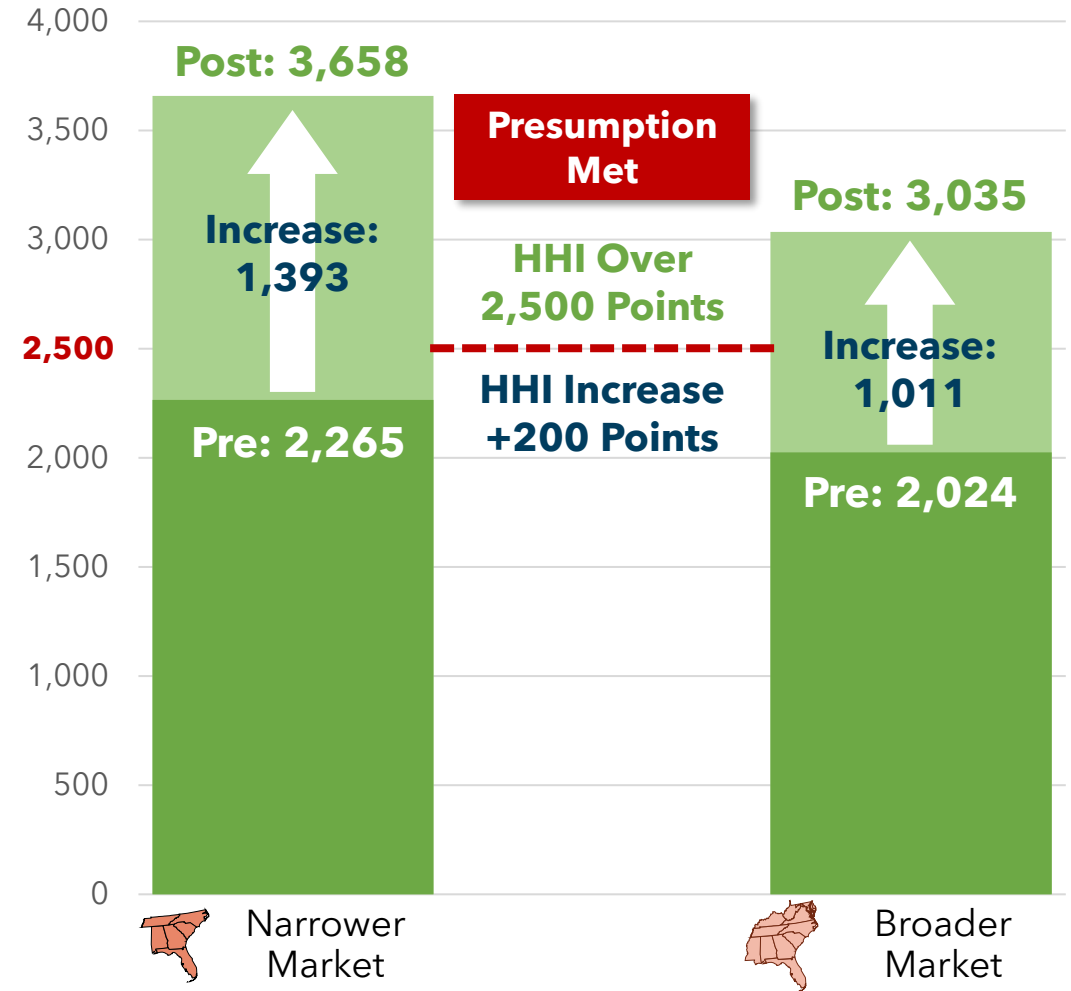 4,000
3,500
3,000
2,500
2,000
1,500
1,000
500
0
Post: 3,658
Increase:
1,393
Pre: 2,265
Presumption
Met
HHI Over
2,500 Points
HHI Increase
+200 Points
Post: 3,035
Increase:
1,011
Pre: 2,024
Narrower
Market
Broader
Market